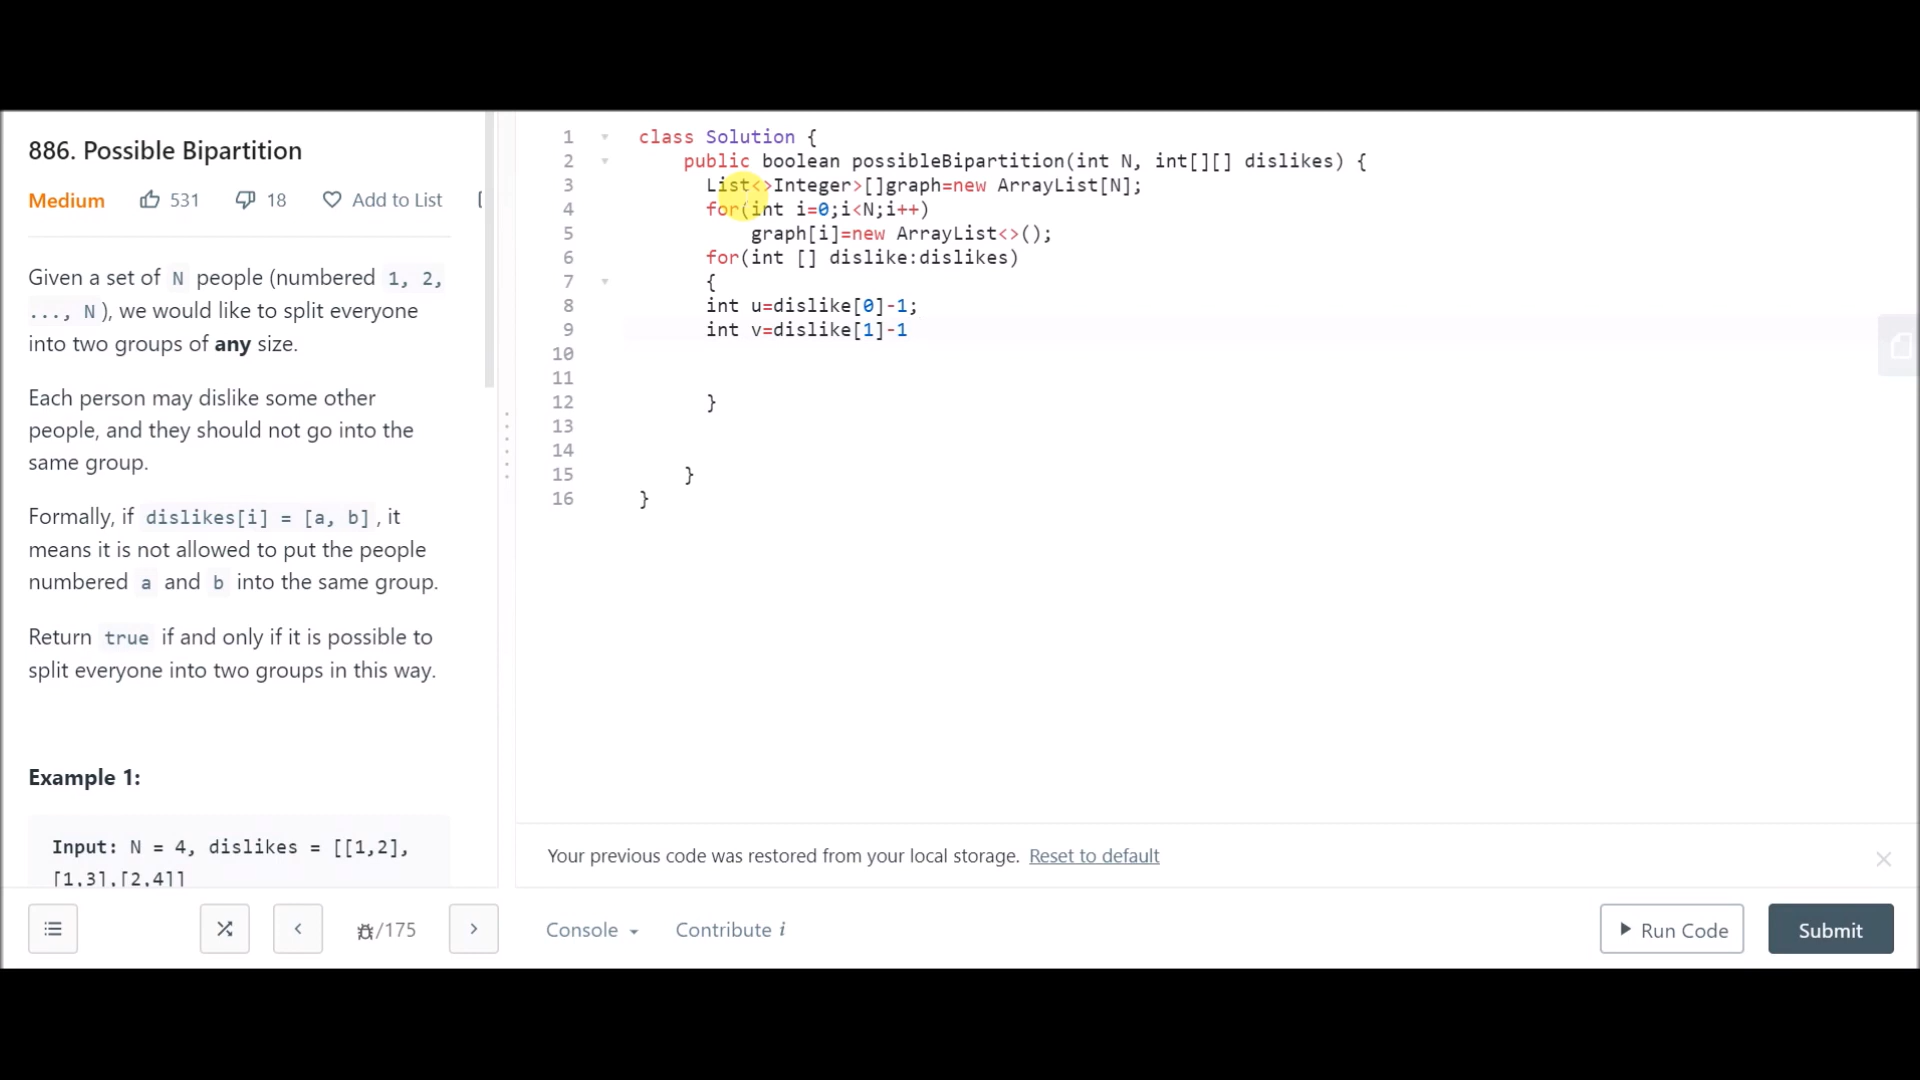 886. Possible Bipartition
Medium 531 18 Add to List
Given a set of N people (numbered 1, 2,
..., N), we would like to split everyone
into two groups of any size.
Each person may dislike some other
people, and they should not go into the
same group.
Formally, if dislikes[i] = [a, b], it
means it is not allowed to put the people
numbered a and b into the same group.
Return true if and only if it is possible to
split everyone into two groups in this way.
Example 1:
Input: N = 4, dislikes = [[1,2],
[1,3],[2,4]]
/175
1 class Solution {
2 public boolean possibleBipartition(int N, int[][] dislikes) {
3 List<>Integer>[]graph=new ArrayList[N];
4 for(int i=0;i<N;i++)
5 graph[i]=new ArrayList<>();
6 for(int [] dislike:dislikes)
7 {
8 int u=dislike[0]-1;
9 int v=dislike[1]-1
10
11
12 }
13
14
15 }
16 }
Your previous code was restored from your local storage. Reset to default
Console Contribute i
Run Code Submit